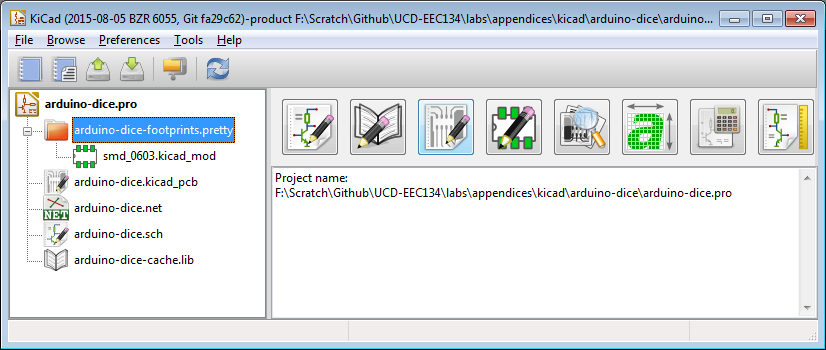 KiCad (2015-08-05 BZR 6055, Git fa29c62)-product F:\Scratch\Github\UCD-EEC134\labs\appendices\kicad\arduino-dice\arduino...
File Browse Preferences Tools Help
arduino-dice.pro
arduino-dice-footprints.pretty
smd_0603.kicad_mod
arduino-dice.kicad_pcb
NET
arduino-dice.net
arduino-dice.sch
arduino-dice-cache.lib
a
Project name:
F:\Scratch\Github\UCD-EEC134\labs\appendices\kicad\arduino-dice\arduino-dice.pro